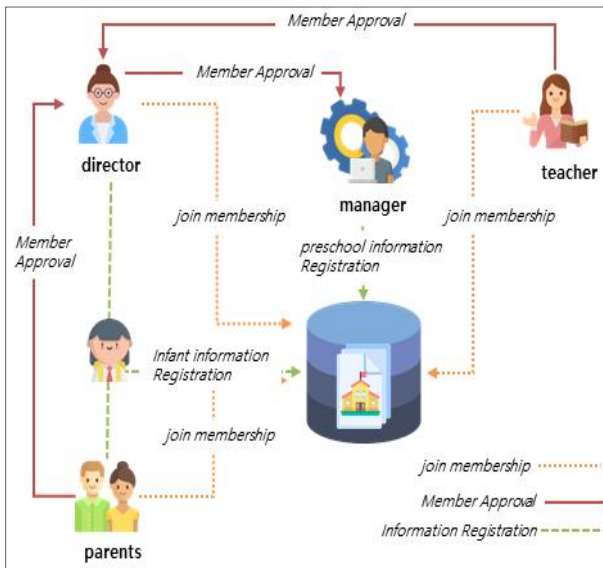 Member Approval
Member Approval
director
manager
teacher
join membership
join membership
Member
Approval
preschool information
Registration
Infant information
Registration
join membership
join membership
Member Approval
Information Registration
parents